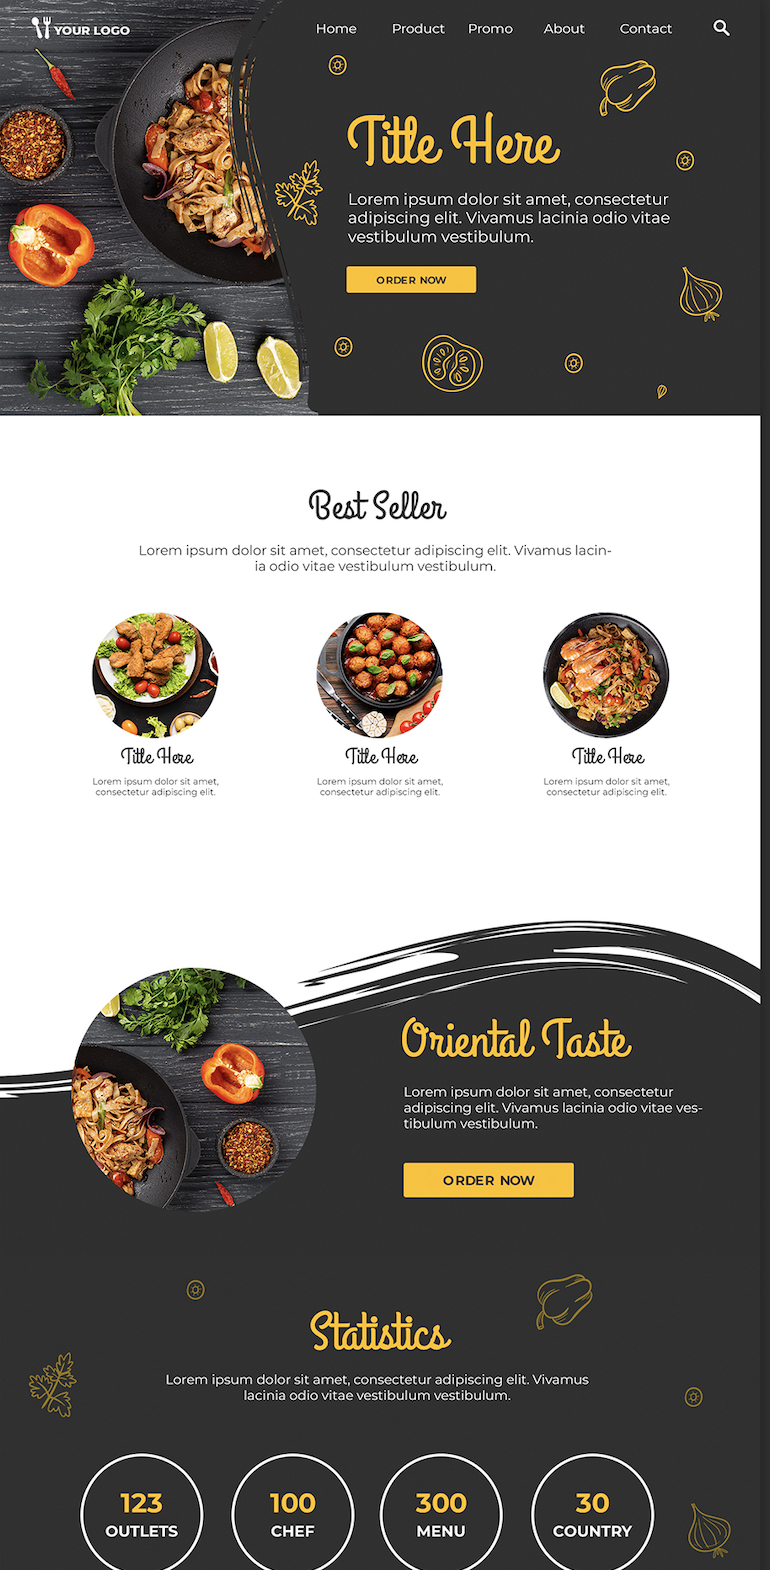 YOUR LOGO
Home Product Promo About Contact
Title Here
Lorem ipsum dolor sit amet, consectetur
adipiscing elit. Vivamus lacinia odio vitae
vestibulum vestibulum.
ORDER NOW
Best Seller
Lorem ipsum dolor sit amet, consectetur adipiscing elit. Vivamus lacin-
ia odio vitae vestibulum vestibulum.
Title Here
Lorem ipsum dolor sit amet,
consectetur adipiscing elit.
Title Here
Lorem ipsum dolor sit amet,
consectetur adipiscing elit.
Title Here
Lorem ipsum dolor sit amet,
consectetur adipiscing elit.
Oriental Taste
Lorem ipsum dolor sit amet, consectetur
adipiscing elit. Vivamus lacinia odio vitae ves-
tibulum vestibulum.
ORDER NOW
Statistics
Lorem ipsum dolor sit amet, consectetur adipiscing elit. Vivamus
lacinia odio vitae vestibulum vestibulum.
123
OUTLETS
100
CHEF
300
MENU
30
COUNTRY